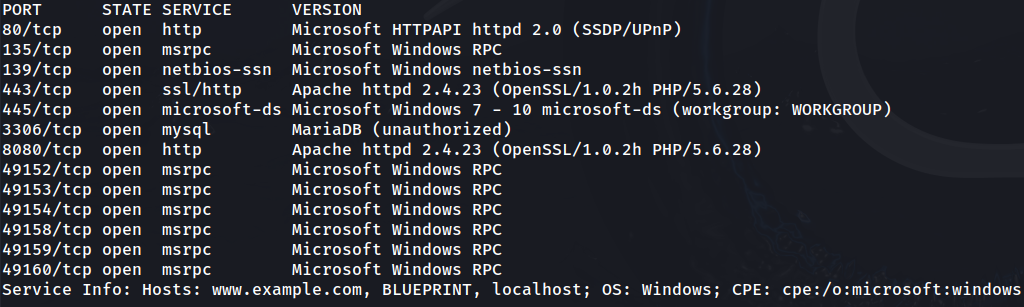 PORT STATE SERVICE VERSION
80/tcp open http Microsoft HTTPAPI httpd 2.0 (SSDP/UPnP)
135/tcp open msrpc Microsoft Windows RPC
139/tcp open netbios-ssn Microsoft Windows netbios-ssn
443/tcp open ssl/http Apache httpd 2.4.23 (OpenSSL/1.0.2h PHP/5.6.28)
445/tcp open microsoft-ds Microsoft Windows 7 - 10 microsoft-ds (workgroup: WORKGROUP)
3306/tcp open mysql MariaDB (unauthorized)
8080/tcp open http Apache httpd 2.4.23 (OpenSSL/1.0.2h PHP/5.6.28)
49152/tcp open msrpc Microsoft Windows RPC
49153/tcp open msrpc Microsoft Windows RPC
49154/tcp open msrpc Microsoft Windows RPC
49158/tcp open msrpc Microsoft Windows RPC
49159/tcp open msrpc Microsoft Windows RPC
49160/tcp open msrpc Microsoft Windows RPC
Service Info: Hosts: www.example.com, BLUEPRINT, localhost; OS: Windows; CPE: cpe:/o:microsoft:windows